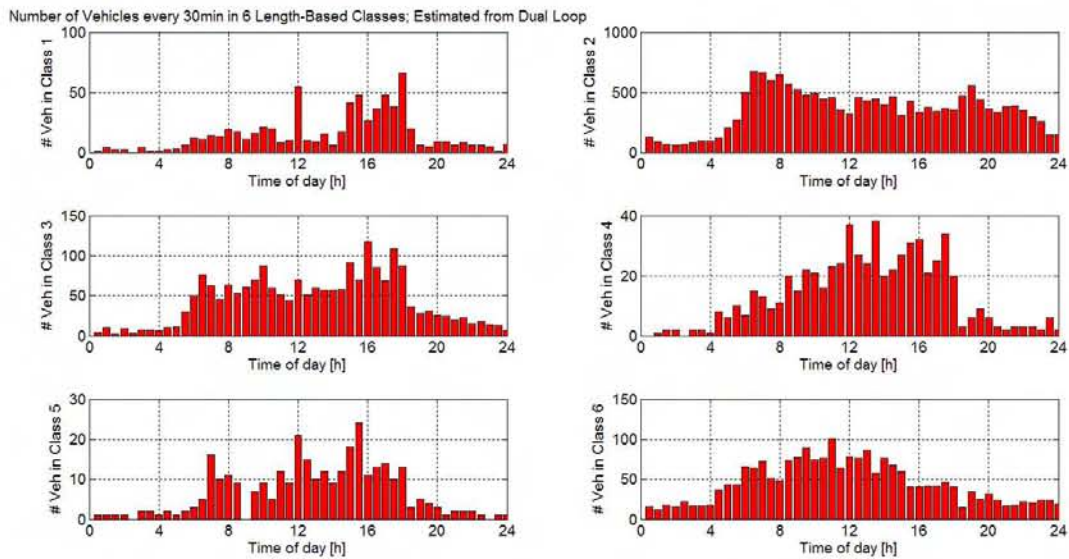 Number of Vehicles every 30min in 6 Length-Based Classes; Estimated from Dual Loop
# Veh in Class 1
100
50
0
0 4 8 12 16 20 24
Time of day [h]
# Veh in Class 2
1000
500
0
0 4 8 12 16 20 24
Time of day [h]
# Veh in Class 3
150
100
50
0
0 4 8 12 16 20 24
Time of day [h]
# Veh in Class 4
40
20
0
0 4 8 12 16 20 24
Time of day [h]
# Veh in Class 5
30
20
10
0
0 4 8 12 16 20 24
Time of day [h]
# Veh in Class 6
150
100
50
0
0 4 8 12 16 20 24
Time of day [h]